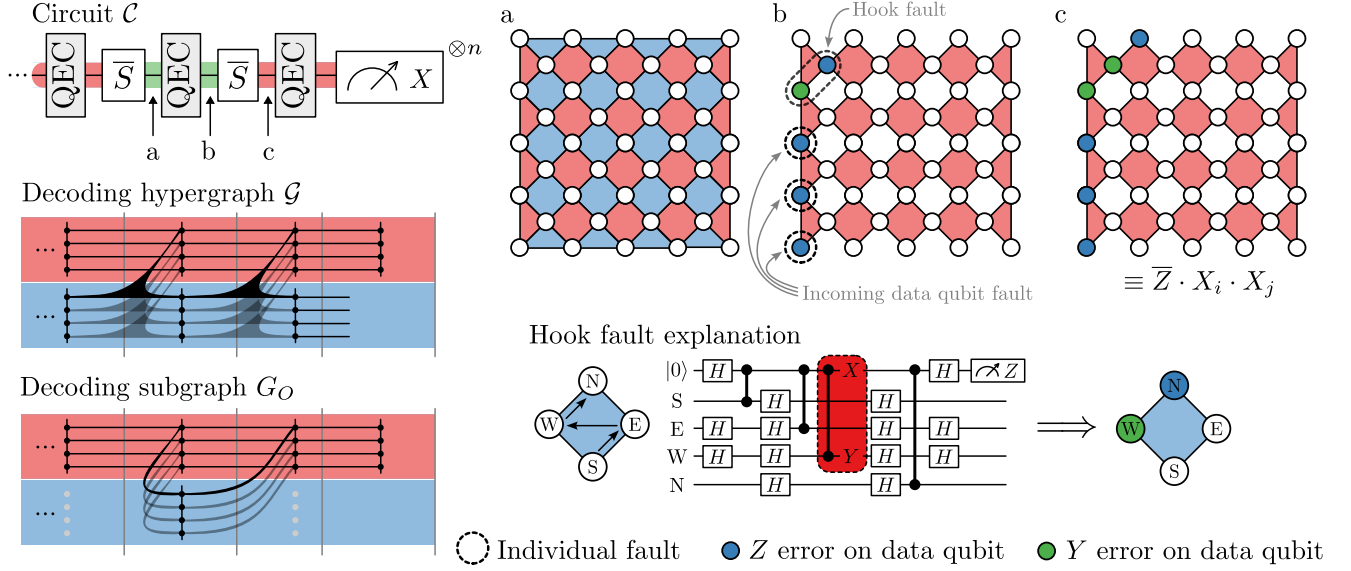 Circuit 𝒞
... QEC S̅ QEC S̅ QEC X ⊗n
a b c
Decoding hypergraph 𝒢
...
...
Decoding subgraph G_O
...
...
a
b
Hook fault
Incoming data qubit fault
c
≡ Z̅ · X_i · X_j
Hook fault explanation
N
W E
S
|0⟩ H X H Z
S H H
E H H H H
W H H Y H H
N H H
⟹
N
W E
S
Individual fault Z error on data qubit Y error on data qubit